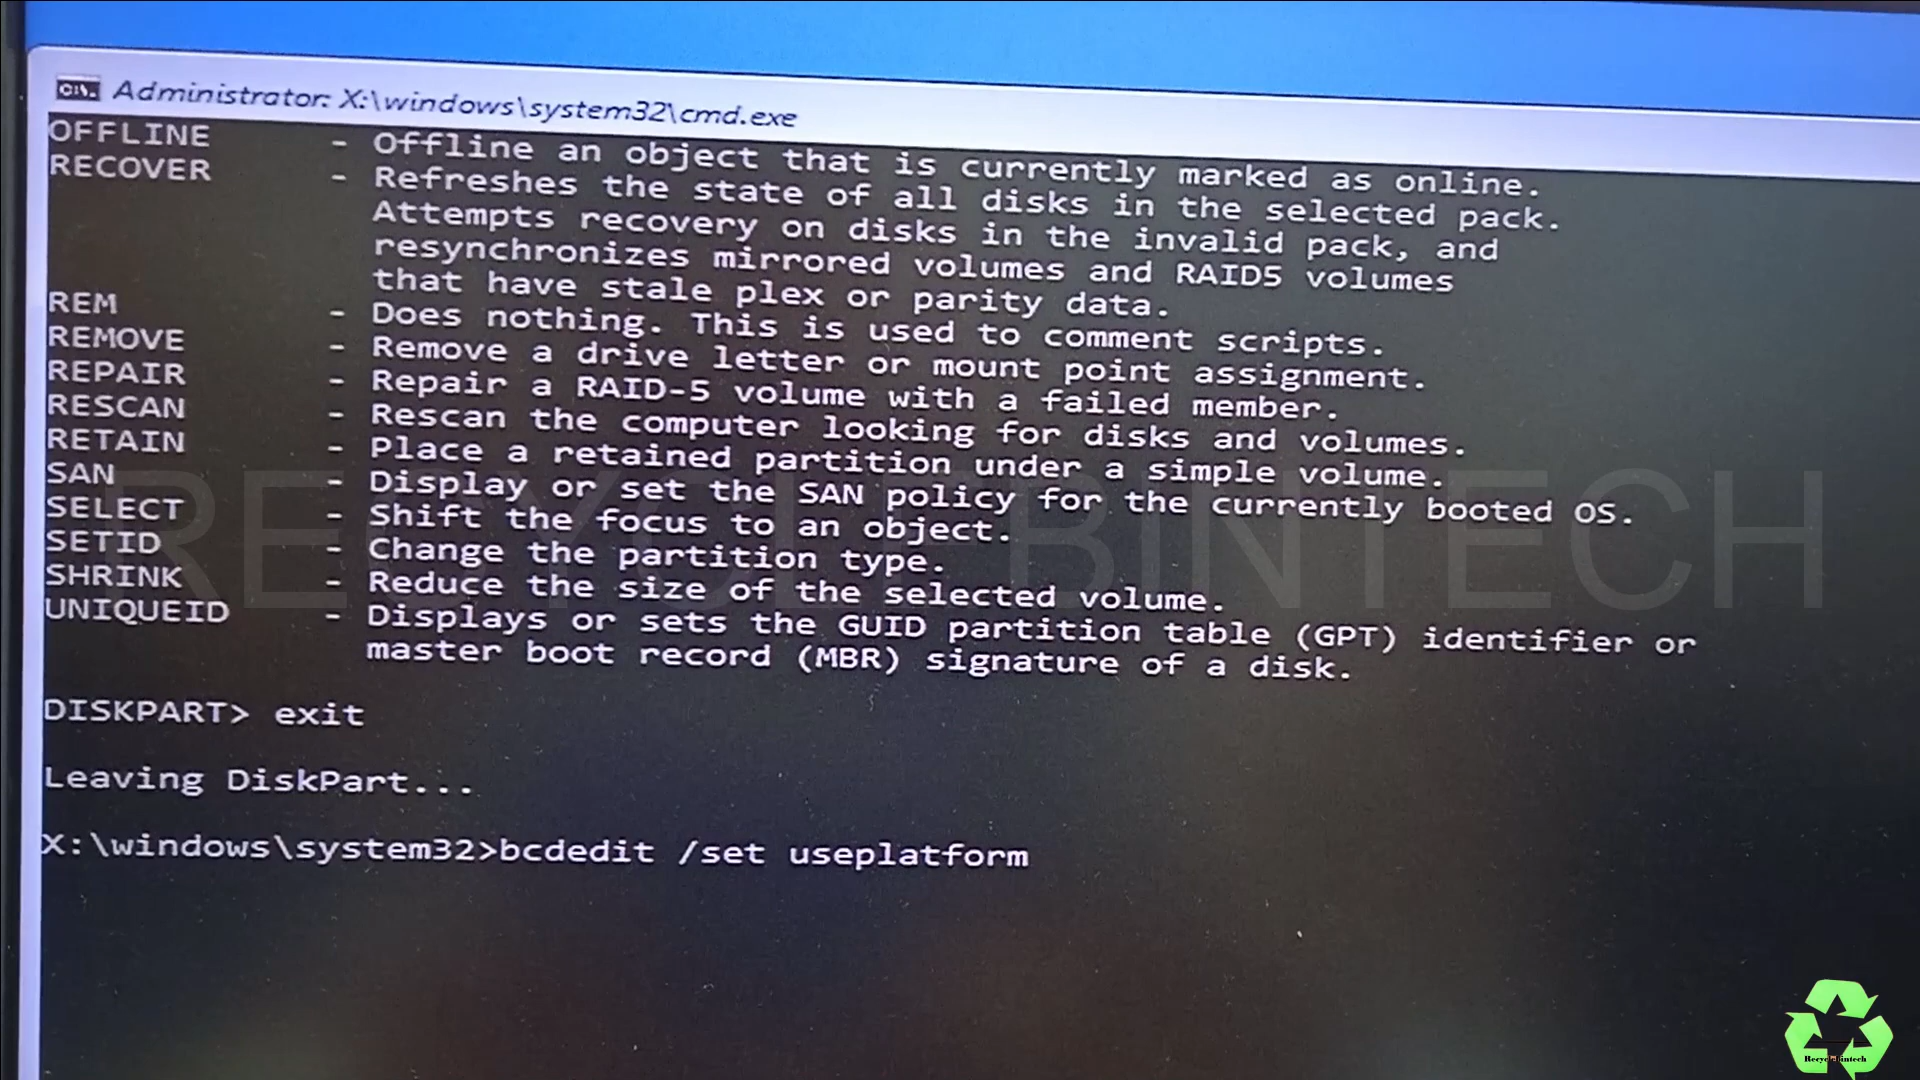 Administrator: X:\windows\system32\cmd.exe
OFFLINE - Offline an object that is currently marked as online.
RECOVER - Refreshes the state of all disks in the selected pack.
Attempts recovery on disks in the invalid pack, and
resynchronizes mirrored volumes and RAID5 volumes
that have stale plex or parity data.
REM - Does nothing. This is used to comment scripts.
REMOVE - Remove a drive letter or mount point assignment.
REPAIR - Repair a RAID-5 volume with a failed member.
RESCAN - Rescan the computer looking for disks and volumes.
RETAIN - Place a retained partition under a simple volume.
SAN - Display or set the SAN policy for the currently booted OS.
SELECT - Shift the focus to an object.
SETID - Change the partition type.
SHRINK - Reduce the size of the selected volume.
UNIQUEID - Displays or sets the GUID partition table (GPT) identifier or
master boot record (MBR) signature of a disk.
DISKPART> exit
Leaving DiskPart...
X:\windows\system32>bcdedit /set useplatform
RECYCLEBINTECH
RecycleBintech